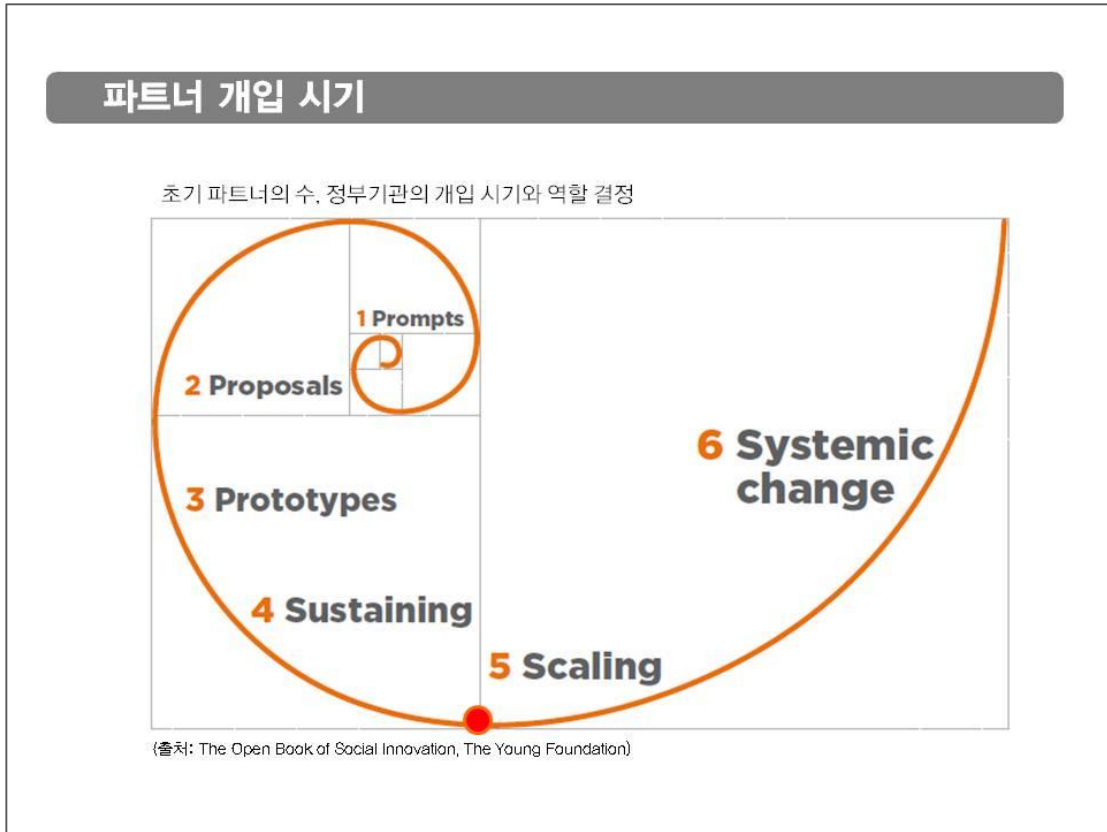 파트너 개입 시기
초기 파트너의 수, 정부기관의 개입 시기와 역할 결정
1 Prompts
2 Proposals
3 Prototypes
4 Sustaining
5 Scaling
6 Systemic
change
(출처: The Open Book of Social Innovation, The Young Foundation)